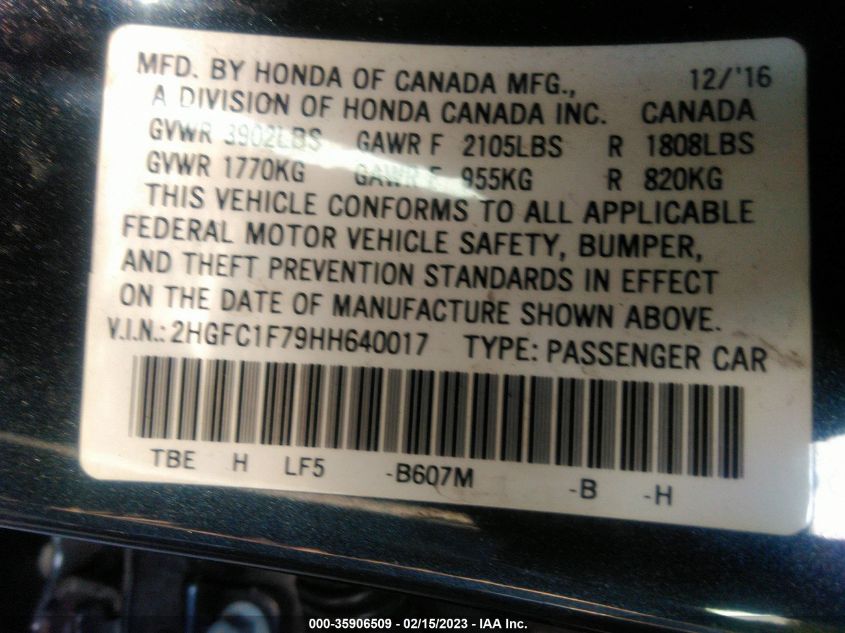 MFD. BY HONDA OF CANADA MFG., 12/'16
A DIVISION OF HONDA CANADA INC. CANADA
GVWR 3902LBS GAWR F 2105LBS R 1808LBS
GVWR 1770KG GAWR F 955KG R 820KG
THIS VEHICLE CONFORMS TO ALL APPLICABLE
FEDERAL MOTOR VEHICLE SAFETY, BUMPER,
AND THEFT PREVENTION STANDARDS IN EFFECT
ON THE DATE OF MANUFACTURE SHOWN ABOVE.
V.I.N.: 2HGFC1F79HH640017 TYPE: PASSENGER CAR
TBE H LF5 -B607M -B -H
000-35906509 - 02/15/2023 - IAA Inc.